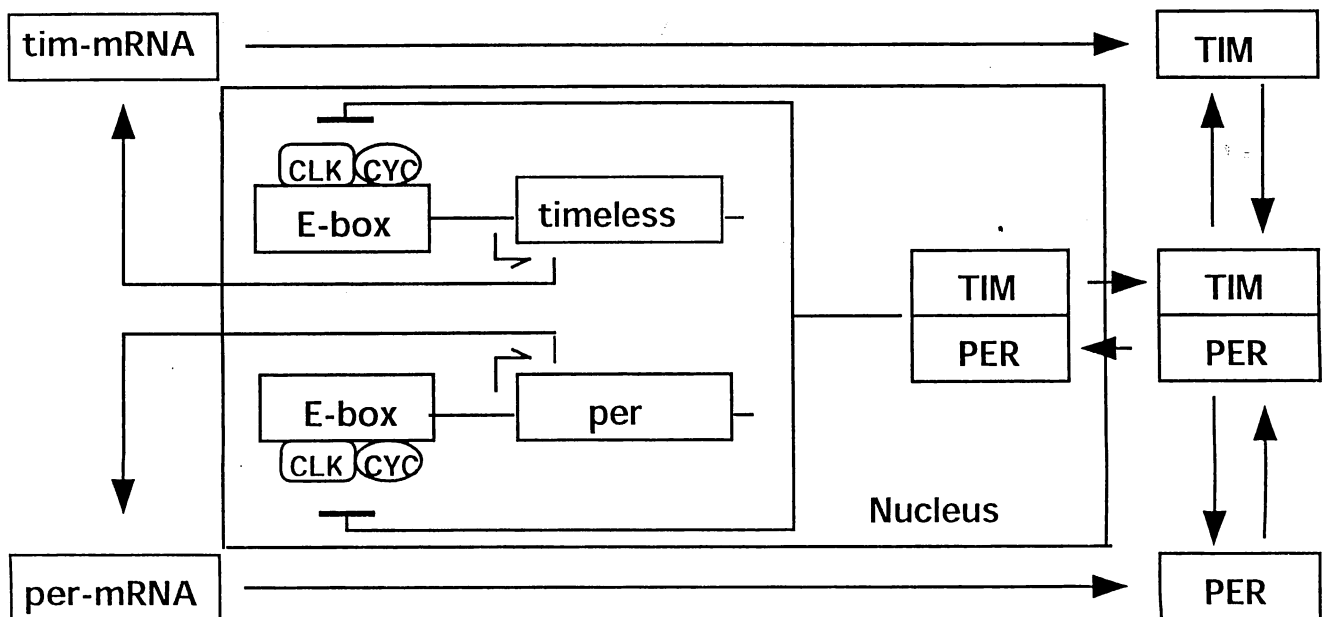 tim-mRNA
TIM
CLK CYC
E-box
timeless
TIM
PER
TIM
PER
E-box
per
CLK CYC
Nucleus
per-mRNA
PER